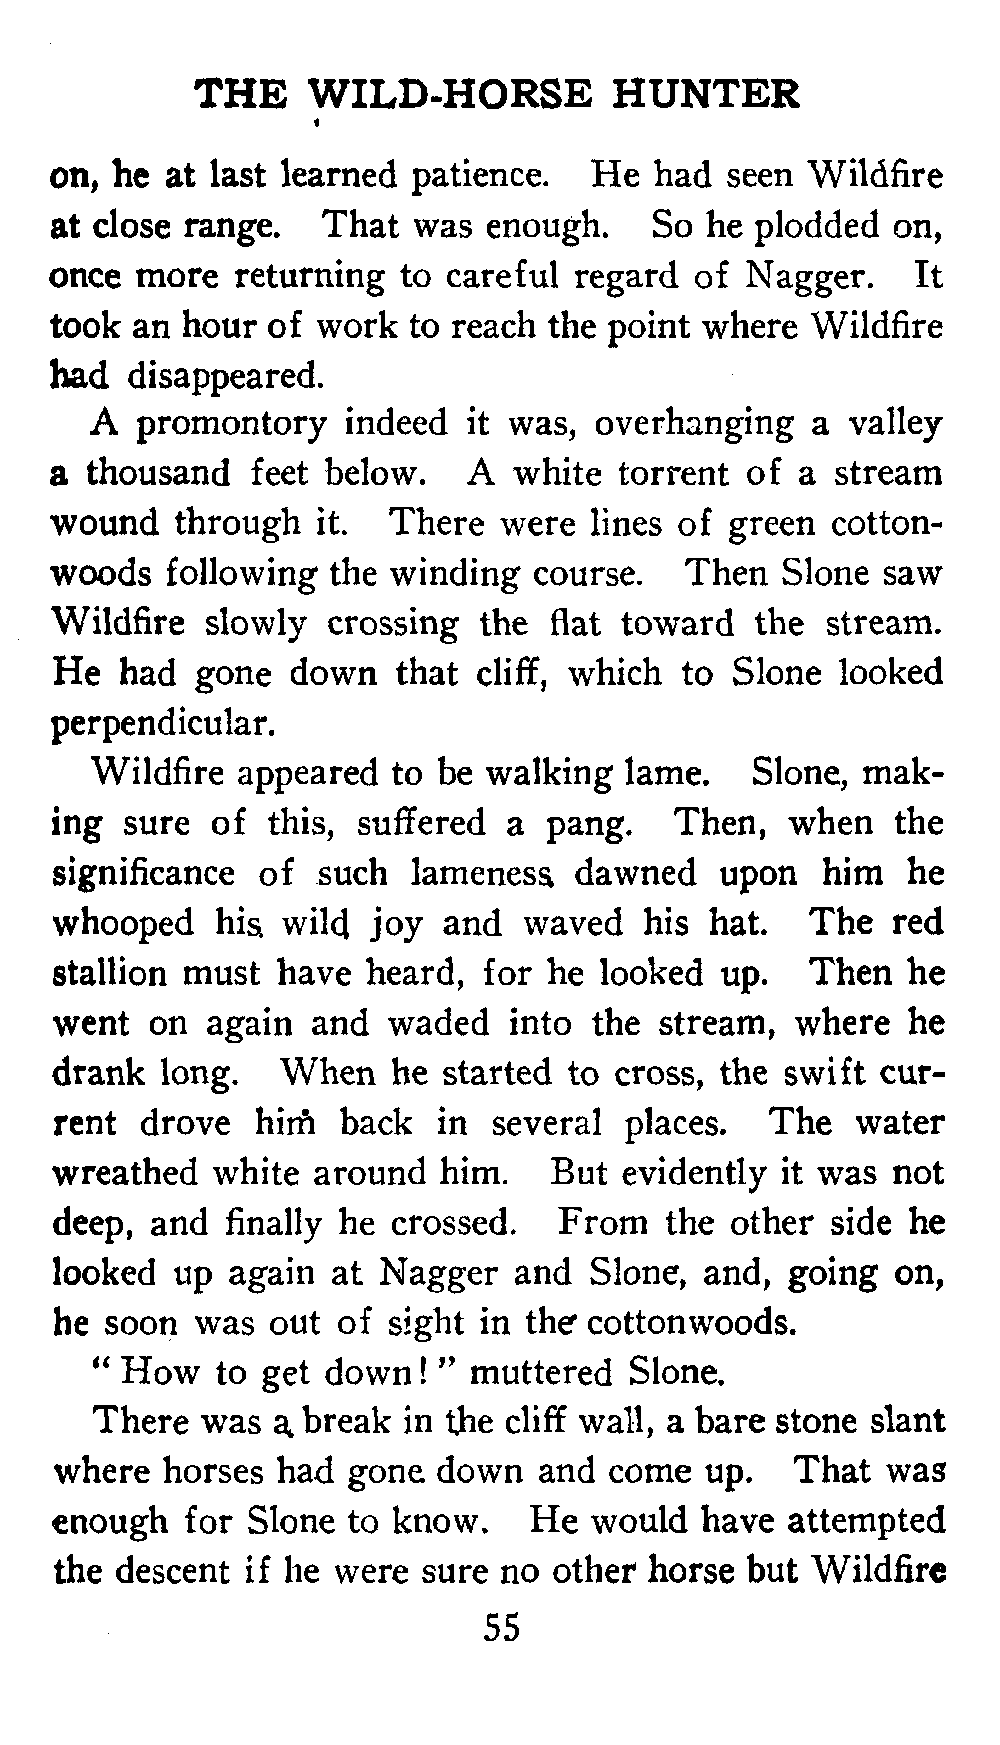 THE WILD-HORSE HUNTER
on, he at last learned patience. He had seen Wildfire
at close range. That was enough. So he plodded on,
once more returning to careful regard of Nagger. It
took an hour of work to reach the point where Wildfire
had disappeared.
A promontory indeed it was, overhanging a valley
a thousand feet below. A white torrent of a stream
wound through it. There were lines of green cotton-
woods following the winding course. Then Slone saw
Wildfire slowly crossing the flat toward the stream.
He had gone down that cliff, which to Slone looked
perpendicular.
Wildfire appeared to be walking lame. Slone, mak-
ing sure of this, suffered a pang. Then, when the
significance of such lameness dawned upon him he
whooped his wild joy and waved his hat. The red
stallion must have heard, for he looked up. Then he
went on again and waded into the stream, where he
drank long. When he started to cross, the swift cur-
rent drove him back in several places. The water
wreathed white around him. But evidently it was not
deep, and finally he crossed. From the other side he
looked up again at Nagger and Slone, and, going on,
he soon was out of sight in the cottonwoods.
" How to get down! " muttered Slone.
There was a break in the cliff wall, a bare stone slant
where horses had gone down and come up. That was
enough for Slone to know. He would have attempted
the descent if he were sure no other horse but Wildfire
55